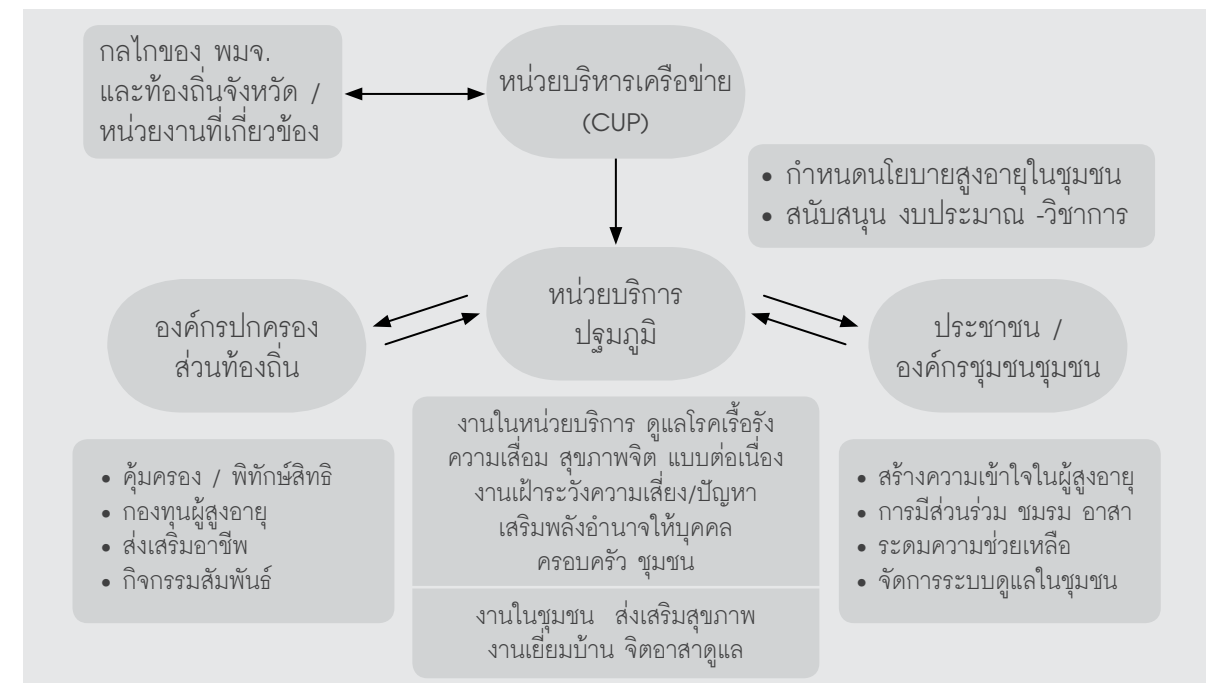 กลไกของ พมจ.
และท้องถิ่นจังหวัด /
หน่วยงานที่เกี่ยวข้อง
หน่วยบริหารเครือข่าย
(CUP)
• กำหนดนโยบายสูงอายุในชุมชน
• สนับสนุน งบประมาณ -วิชาการ
องค์กรปกครอง
ส่วนท้องถิ่น
หน่วยบริการ
ปฐมภูมิ
ประชาชน /
องค์กรชุมชนชุมชน
• คุ้มครอง / พิทักษ์สิทธิ
• กองทุนผู้สูงอายุ
• ส่งเสริมอาชีพ
• กิจกรรมสัมพันธ์
งานในหน่วยบริการ ดูแลโรคเรื้อรัง
ความเสื่อม สุขภาพจิต แบบต่อเนื่อง
งานเฝ้าระวังความเสี่ยง/ปัญหา
เสริมพลังอำนาจให้บุคคล
ครอบครัว ชุมชน
งานในชุมชน ส่งเสริมสุขภาพ
งานเยี่ยมบ้าน จิตอาสาดูแล
• สร้างความเข้าใจในผู้สูงอายุ
• การมีส่วนร่วม ชมรม อาสา
• ระดมความช่วยเหลือ
• จัดการระบบดูแลในชุมชน